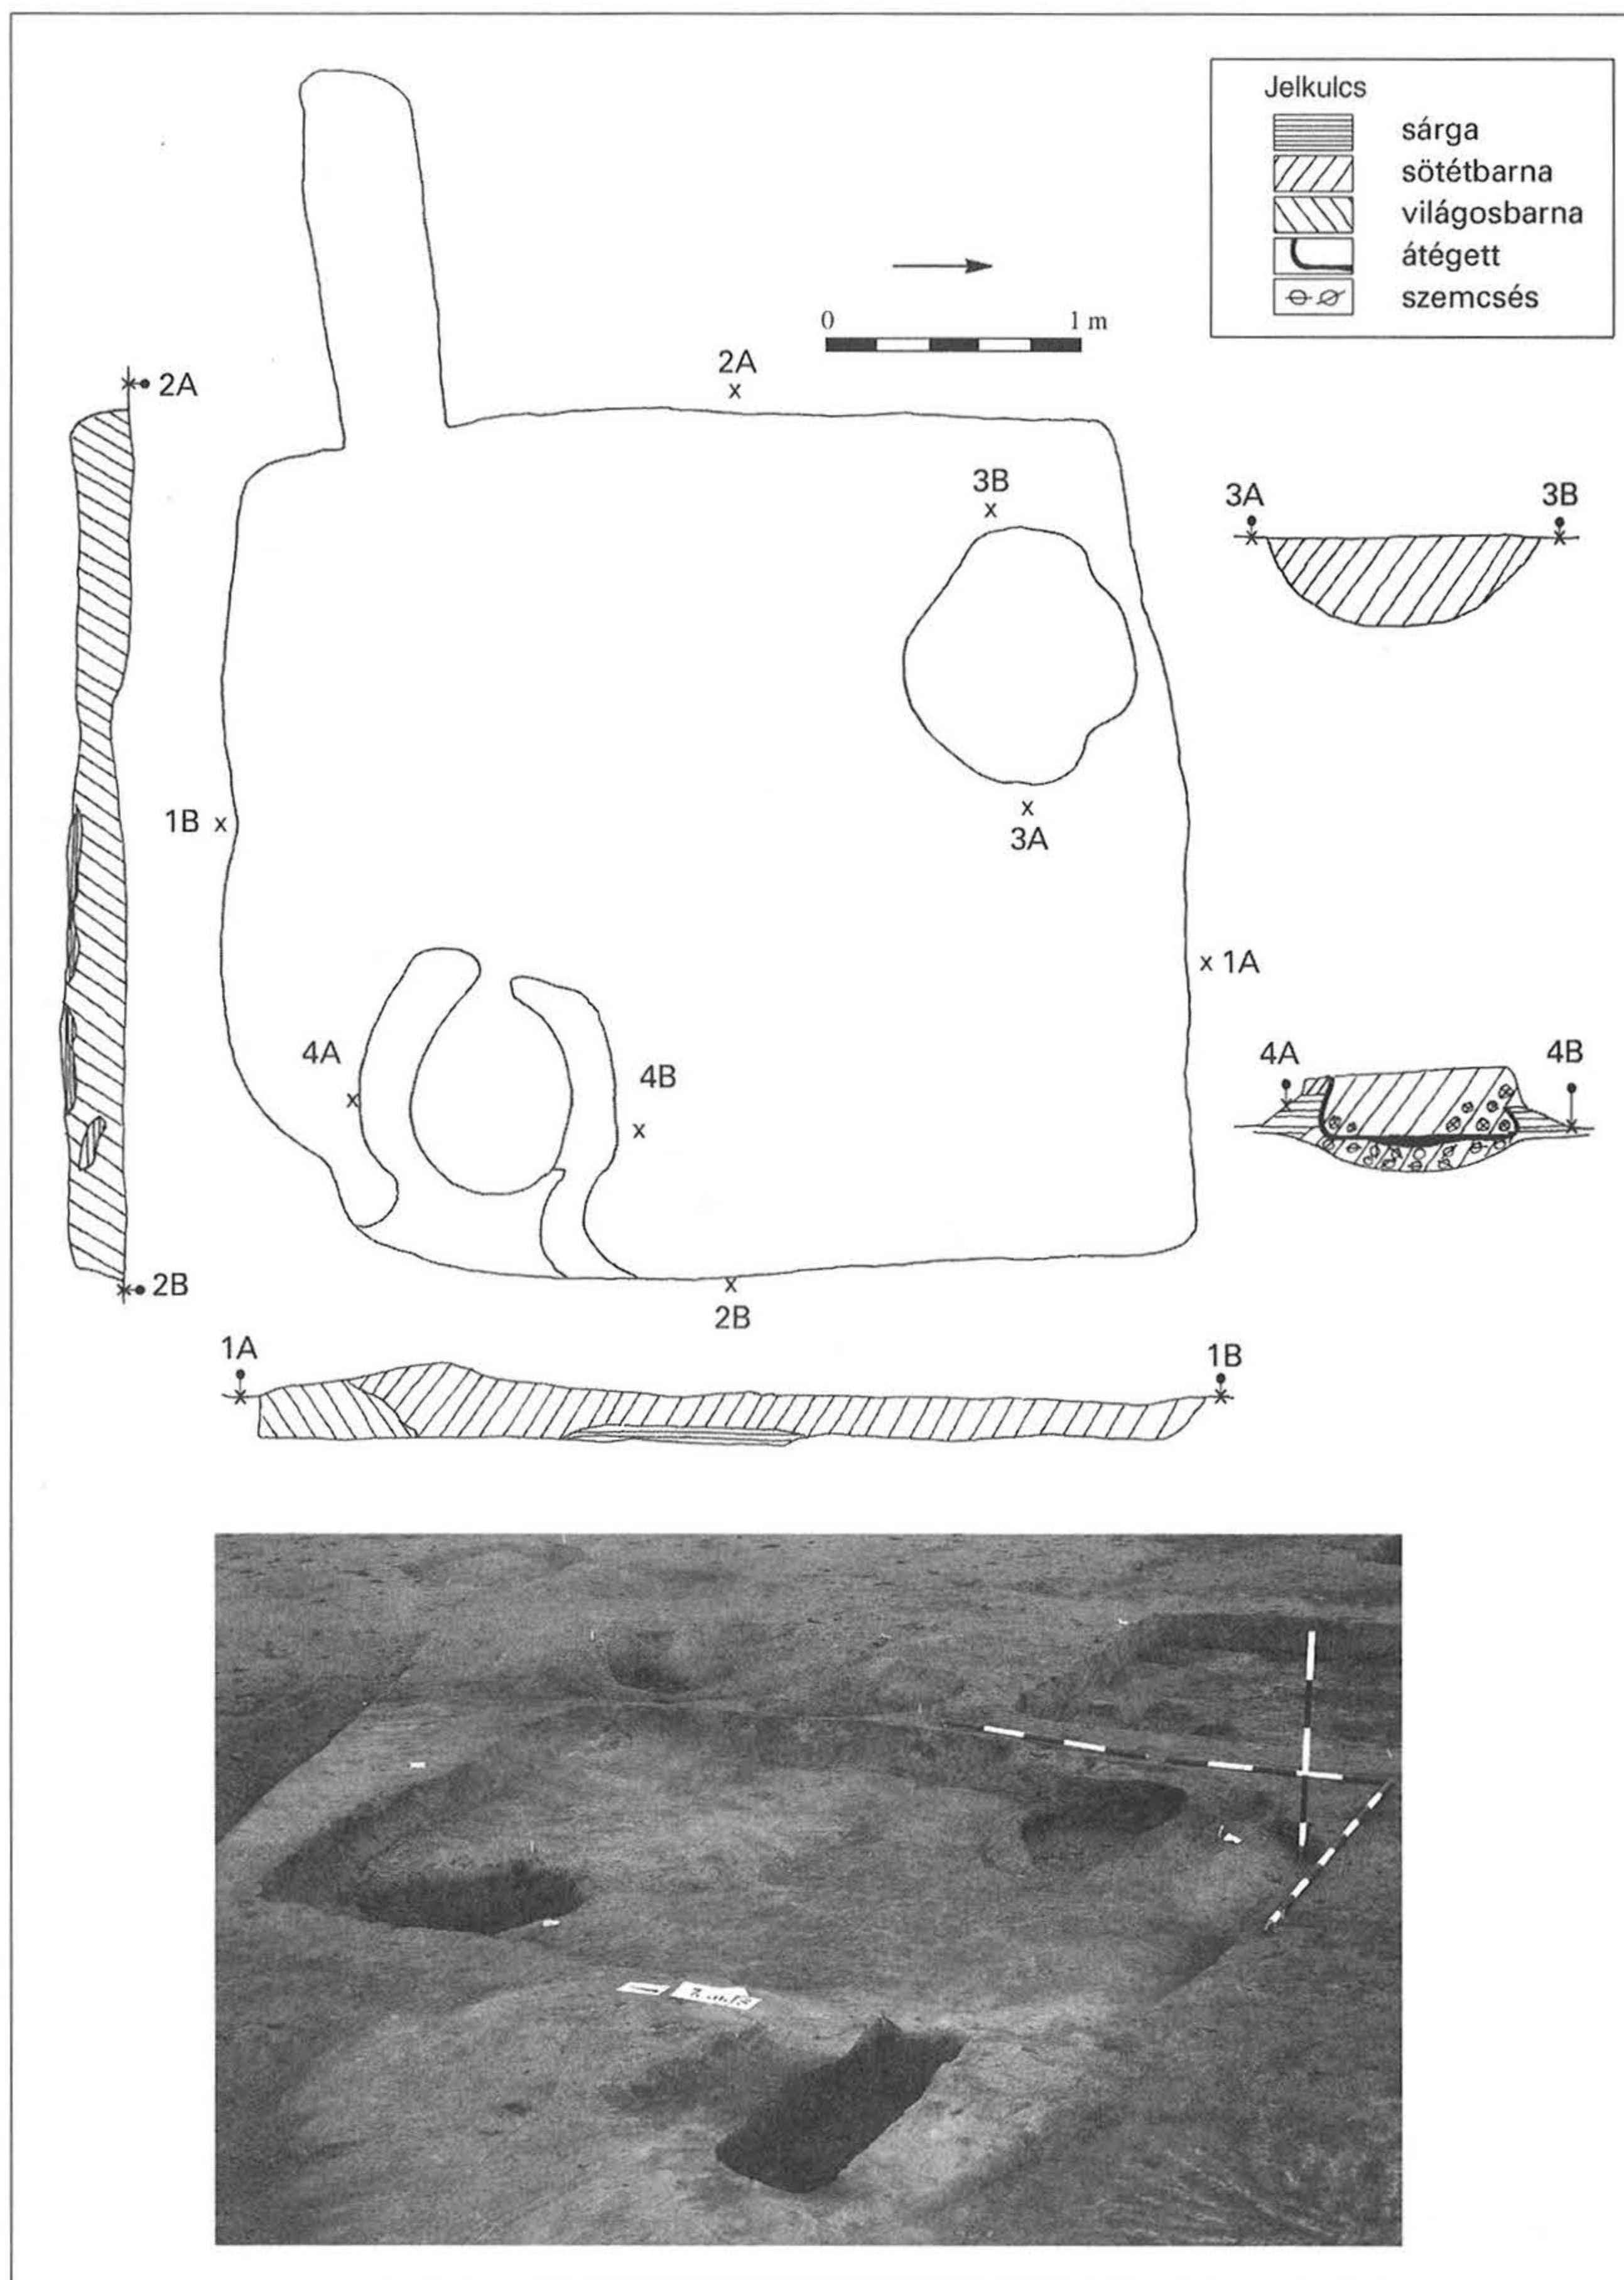 Jelkulcs
sárga
sötétbarna
világosbarna
átégett
szemcsés
0 1 m
2A
2A
3B
3A 3B
1B
3A
1A
4A
4B
4A 4B
2B
2B
1A 1B